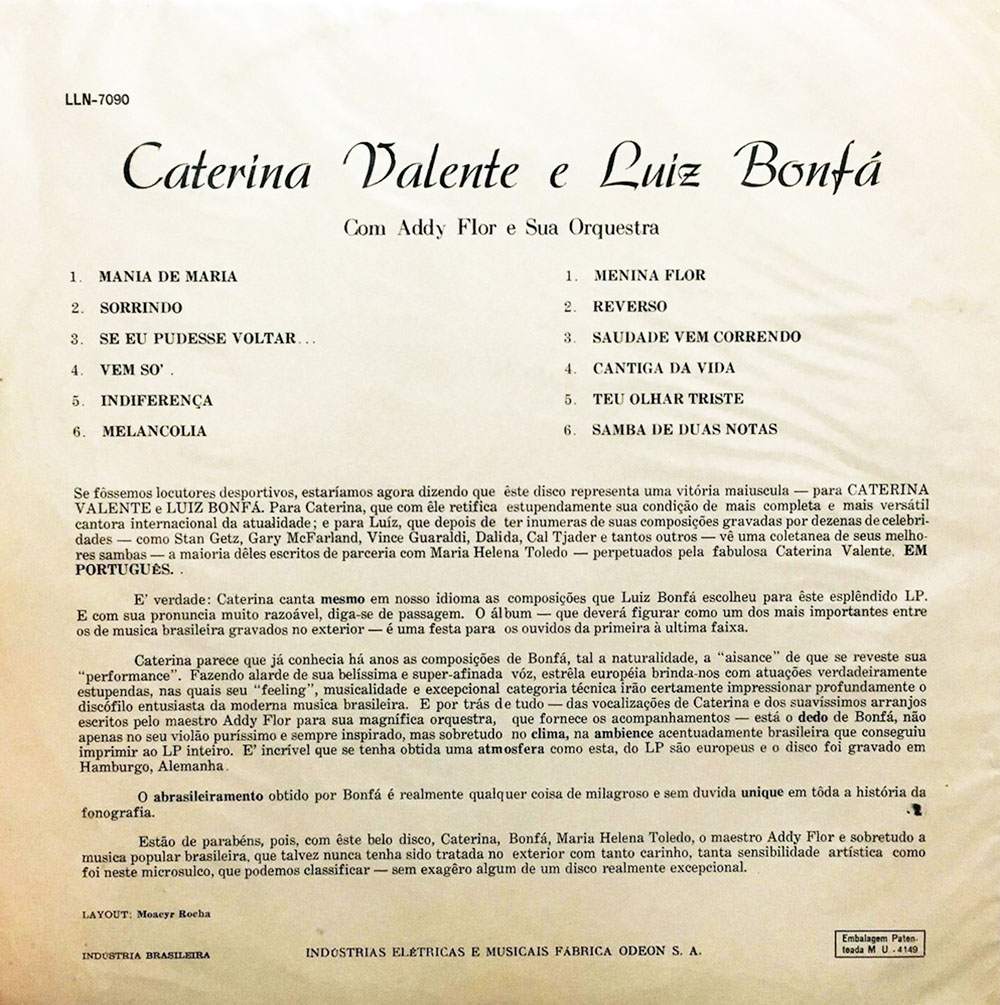 LLN-7090
Caterina Valente e Luiz Bonfá
Com Addy Flor e Sua Orquestra
1. MANIA DE MARIA
2. SORRINDO
3. SE EU PUDESSE VOLTAR...
4. VEM SO' .
5. INDIFERENÇA
6. MELANCOLIA
1. MENINA FLOR
2. REVERSO
3. SAUDADE VEM CORRENDO
4. CANTIGA DA VIDA
5. TEU OLHAR TRISTE
6. SAMBA DE DUAS NOTAS
Se fôssemos locutores desportivos, estaríamos agora dizendo que êste disco representa uma vitória maiuscula — para CATERINA
VALENTE e LUIZ BONFÁ. Para Caterina, que com êle retifica estupendamente sua condição de mais completa e mais versátil
cantora internacional da atualidade; e para Luíz, que depois de ter inumeras de suas composições gravadas por dezenas de celebri-
dades — como Stan Getz, Gary McFarland, Vince Guaraldi, Dalida, Cal Tjader e tantos outros — vê uma coletanea de seus melho-
res sambas — a maioria dêles escritos de parceria com Maria Helena Toledo — perpetuados pela fabulosa Caterina Valente. EM
PORTUGUÊS. .
E' verdade: Caterina canta mesmo em nosso idioma as composições que Luiz Bonfá escolheu para êste esplêndido LP.
E com sua pronuncia muito razoável, diga-se de passagem. O álbum — que deverá figurar como um dos mais importantes entre
os de musica brasileira gravados no exterior — é uma festa para os ouvidos da primeira à ultima faixa.
Caterina parece que já conhecia há anos as composições de Bonfá, tal a naturalidade, a "aisance" de que se reveste sua
"performance". Fazendo alarde de sua belíssima e super-afinada vóz, estrêla européia brinda-nos com atuações verdadeiramente
estupendas, nas quais seu "feeling", musicalidade e excepcional categoria técnica irão certamente impressionar profundamente o
discófilo entusiasta da moderna musica brasileira. E por trás de tudo — das vocalizações de Caterina e dos suavíssimos arranjos
escritos pelo maestro Addy Flor para sua magnífica orquestra, que fornece os acompanhamentos — está o dedo de Bonfá, não
apenas no seu violão puríssimo e sempre inspirado, mas sobretudo no clima, na ambience acentuadamente brasileira que conseguiu
imprimir ao LP inteiro. E' incrível que se tenha obtida uma atmosfera como esta, do LP são europeus e o disco foi gravado em
Hamburgo, Alemanha.
O abrasileiramento obtido por Bonfá é realmente qualquer coisa de milagroso e sem duvida unique em tôda a história da
fonografia.
Estão de parabéns, pois, com êste belo disco, Caterina, Bonfá, Maria Helena Toledo, o maestro Addy Flor e sobretudo a
musica popular brasileira, que talvez nunca tenha sido tratada no exterior com tanto carinho, tanta sensibilidade artística como
foi neste microsulco, que podemos classificar — sem exagêro algum de um disco realmente excepcional.
LAYOUT: Moacyr Rocha
INDÚSTRIA BRASILEIRA
INDÚSTRIAS ELÉTRICAS E MUSICAIS FÁBRICA ODEON S. A.
Embalagem Paten-
teada M U - 4149